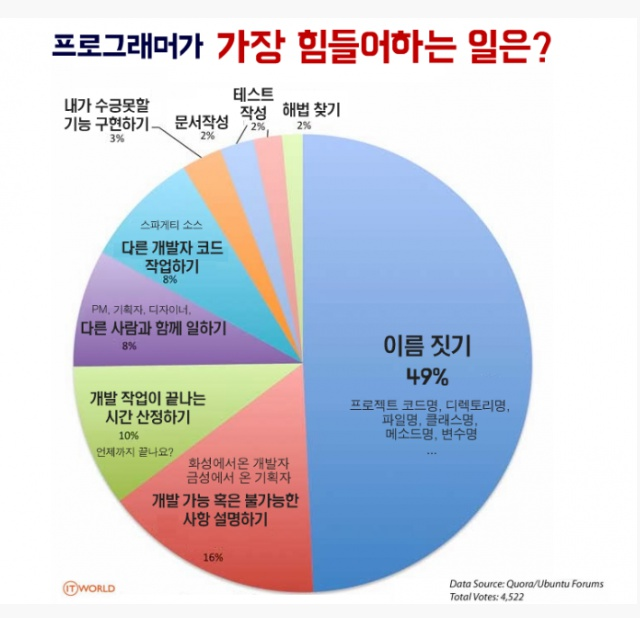 프로그래머가 가장 힘들어하는 일은?
내가 수긍못할
기능 구현하기
3%
문서작성
2%
테스트
작성
2%
해법 찾기
2%
스파게티 소스
다른 개발자 코드
작업하기
8%
PM, 기획자, 디자이너,
다른 사람과 함께 일하기
8%
개발 작업이 끝나는
시간 산정하기
10%
언제까지 끝나요?
화성에서온 개발자
금성에서 온 기획자
개발 가능 혹은 불가능한
사항 설명하기
16%
이름 짓기
49%
프로젝트 코드명, 디렉토리명,
파일명, 클래스명,
메소드명, 변수명
...
ITWORLD
Data Source: Quora/Ubuntu Forums
Total Votes: 4,522